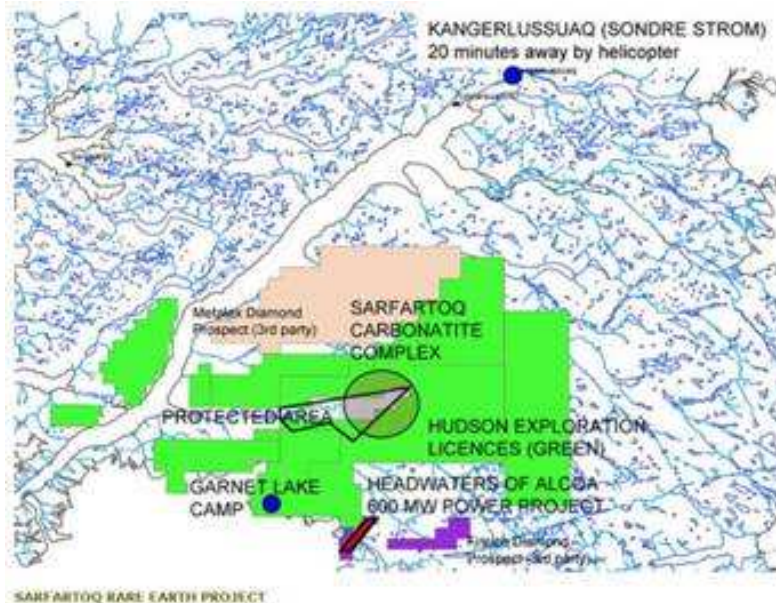 KANGERLUSSUAQ (SONDRE STROM)
20 minutes away by helicopter
Metplex Diamond
Prospect (3rd party)
SARFARTOQ
CARBONATITE
COMPLEX
PROTECTED AREA
HUDSON EXPLORATION
LICENCES (GREEN)
GARNET LAKE
CAMP
HEADWATERS OF ALCOA
600 MW POWER PROJECT
Diamond
Prospect (3rd party)
SARFARTOQ RARE EARTH PROJECT